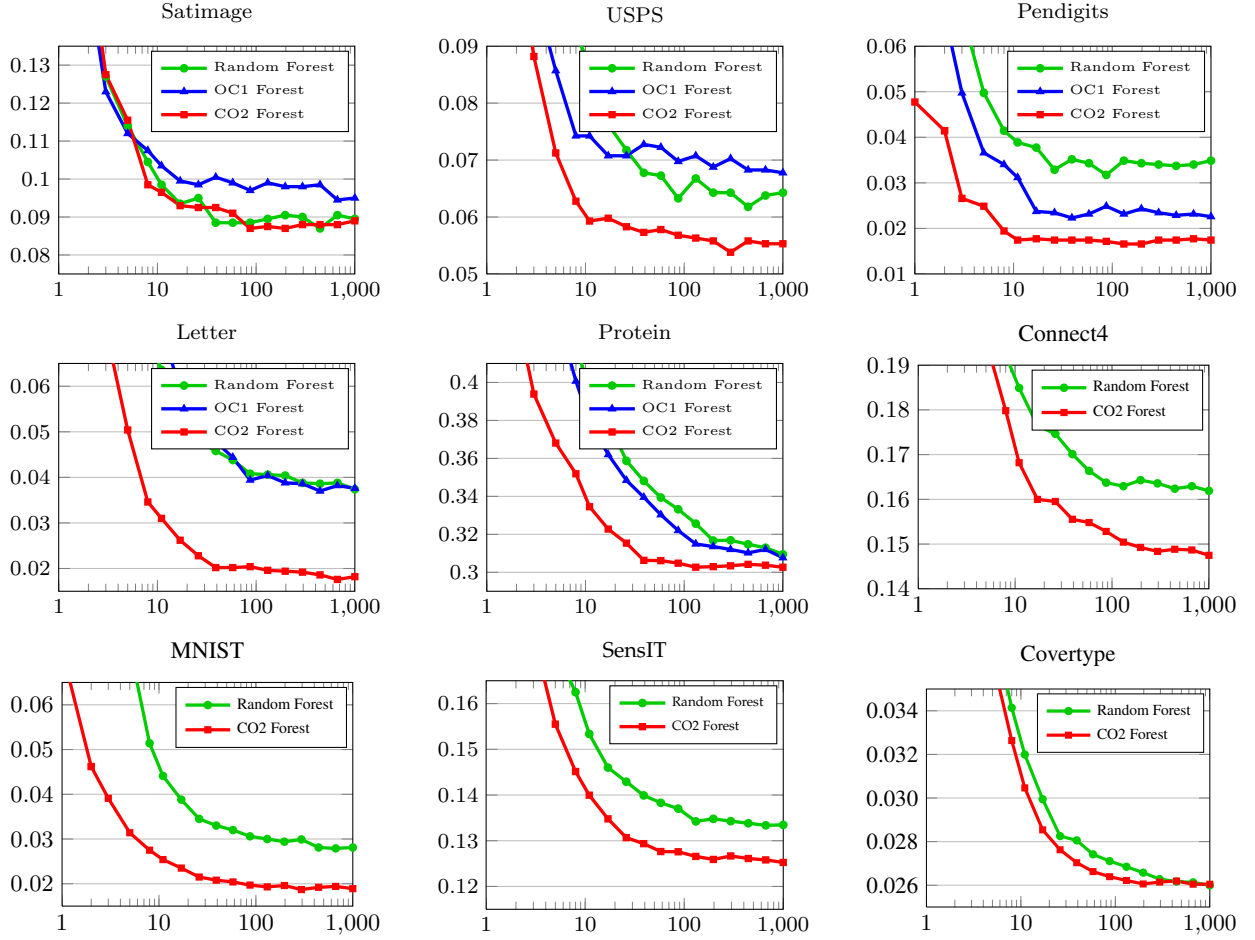 Satimage
0.13
0.12
0.11
0.1
0.09
0.08
1
10
100
1,000
Random Forest
OC1 Forest
CO2 Forest
USPS
0.09
0.08
0.07
0.06
0.05
1
10
100
1,000
Random Forest
OC1 Forest
CO2 Forest
Pendigits
0.06
0.05
0.04
0.03
0.02
0.01
1
10
100
1,000
Random Forest
OC1 Forest
CO2 Forest
Letter
0.06
0.05
0.04
0.03
0.02
1
10
100
1,000
Random Forest
OC1 Forest
CO2 Forest
Protein
0.4
0.38
0.36
0.34
0.32
0.3
1
10
100
1,000
Random Forest
OC1 Forest
CO2 Forest
Connect4
0.19
0.18
0.17
0.16
0.15
0.14
1
10
100
1,000
Random Forest
CO2 Forest
MNIST
0.06
0.05
0.04
0.03
0.02
1
10
100
1,000
Random Forest
CO2 Forest
SensIT
0.16
0.15
0.14
0.13
0.12
1
10
100
1,000
Random Forest
CO2 Forest
Covertype
0.034
0.032
0.03
0.028
0.026
1
10
100
1,000
Random Forest
CO2 Forest